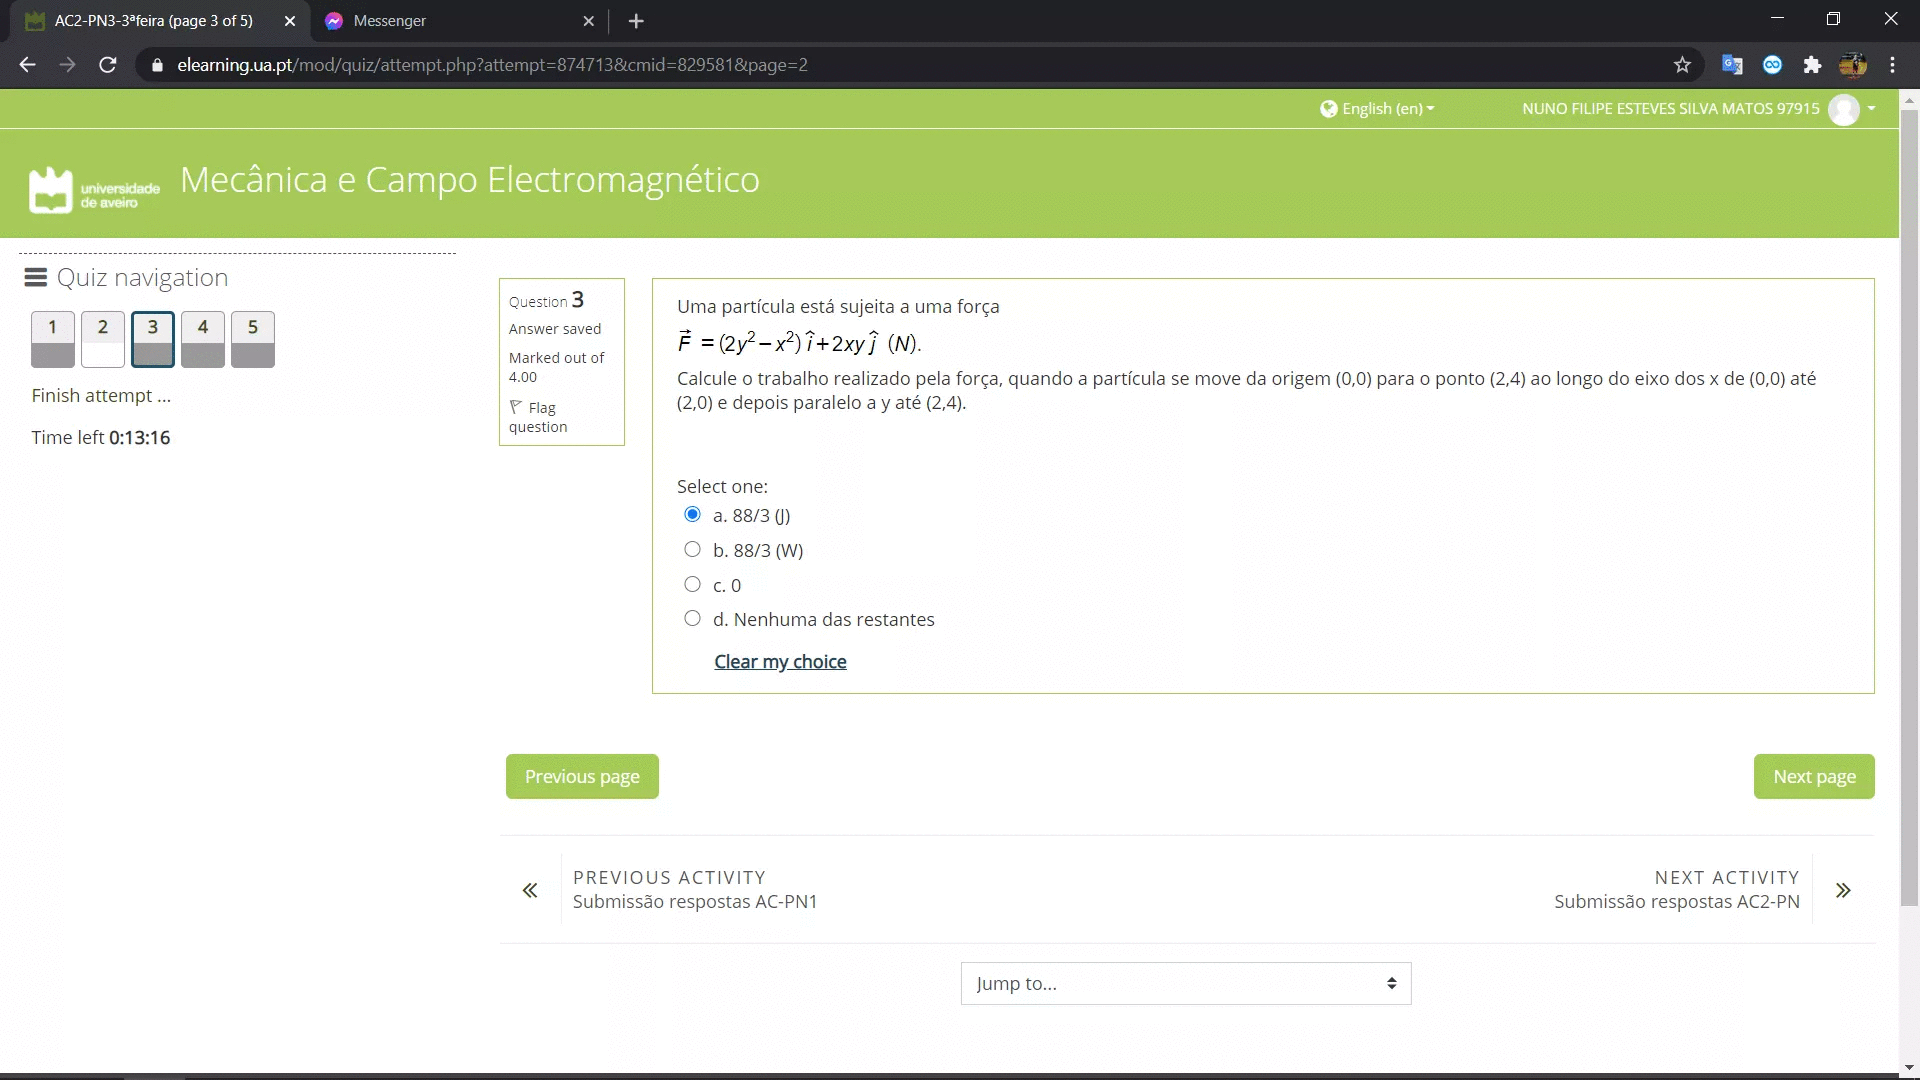 AC2-PN3-3ªfeira (page 3 of 5)
Messenger
elearning.ua.pt/mod/quiz/attempt.php?attempt=874713&cmid=829581&page=2
English (en)
NUNO FILIPE ESTEVES SILVA MATOS 97915
universidade
de aveiro
Mecânica e Campo Electromagnético
Quiz navigation
1 2 3 4 5
Finish attempt ...
Time left 0:13:16
Question 3
Answer saved
Marked out of
4.00
Flag
question
Uma partícula está sujeita a uma força
F⃗ = (2y² − x²) î + 2xy ĵ (N).
Calcule o trabalho realizado pela força, quando a partícula se move da origem (0,0) para o ponto (2,4) ao longo do eixo dos x de (0,0) até
(2,0) e depois paralelo a y até (2,4).
Select one:
a. 88/3 (J)
b. 88/3 (W)
c. 0
d. Nenhuma das restantes
Clear my choice
Previous page
Next page
PREVIOUS ACTIVITY
Submissão respostas AC-PN1
NEXT ACTIVITY
Submissão respostas AC2-PN
Jump to...